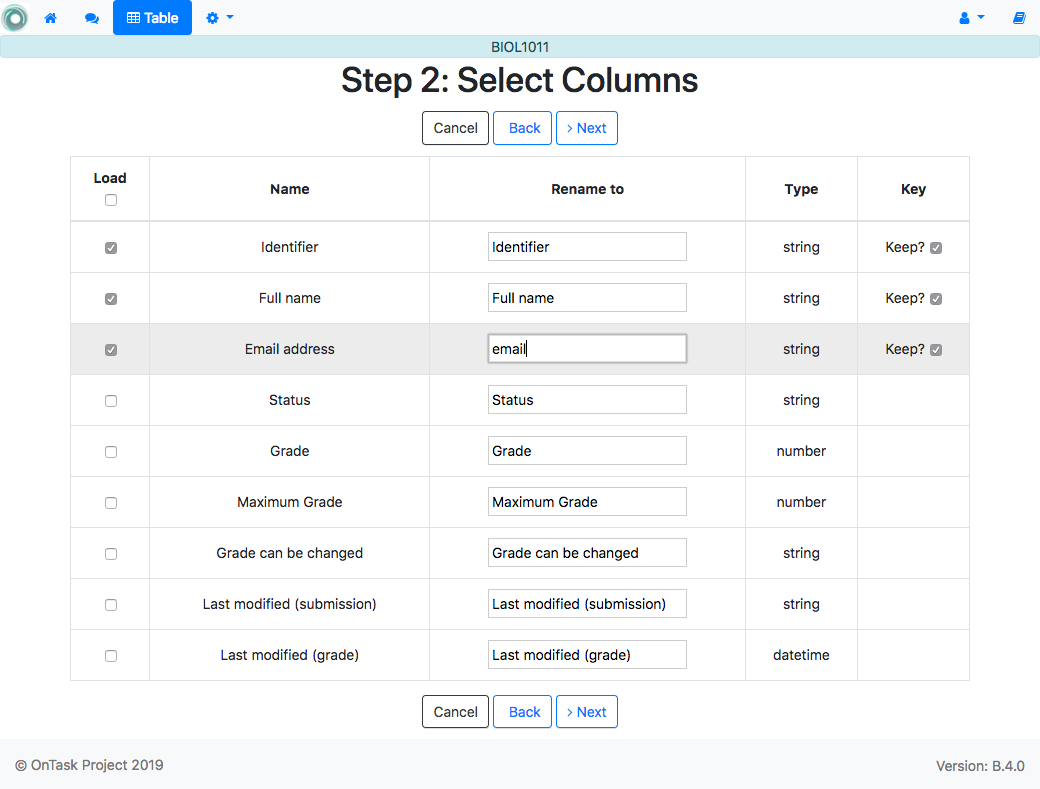 Table
BIOL1011
Step 2: Select Columns
Cancel Back > Next
Load Name Rename to Type Key
Identifier Identifier string Keep?
Full name Full name string Keep?
Email address email string Keep?
Status Status string
Grade Grade number
Maximum Grade Maximum Grade number
Grade can be changed Grade can be changed string
Last modified (submission) Last modified (submission) string
Last modified (grade) Last modified (grade) datetime
Cancel Back > Next
© OnTask Project 2019 Version: B.4.0